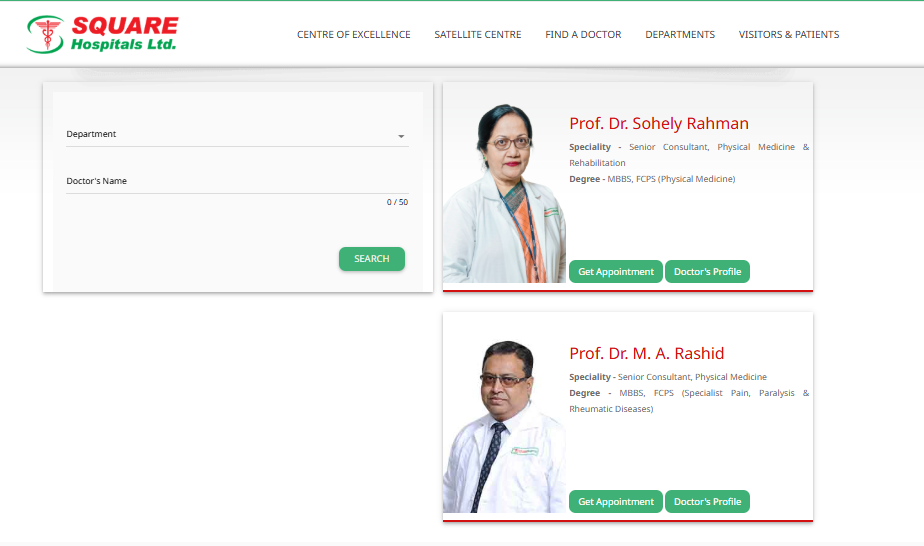 SQUARE
Hospitals Ltd.
CENTRE OF EXCELLENCE SATELLITE CENTRE FIND A DOCTOR DEPARTMENTS VISITORS & PATIENTS
Department
Doctor's Name
0 / 50
SEARCH
Prof. Dr. Sohely Rahman
Speciality - Senior Consultant, Physical Medicine &
Rehabilitation
Degree - MBBS, FCPS (Physical Medicine)
Get Appointment Doctor's Profile
Prof. Dr. M. A. Rashid
Speciality - Senior Consultant, Physical Medicine
Degree - MBBS, FCPS (Specialist Pain, Paralysis &
Rheumatic Diseases)
Get Appointment Doctor's Profile